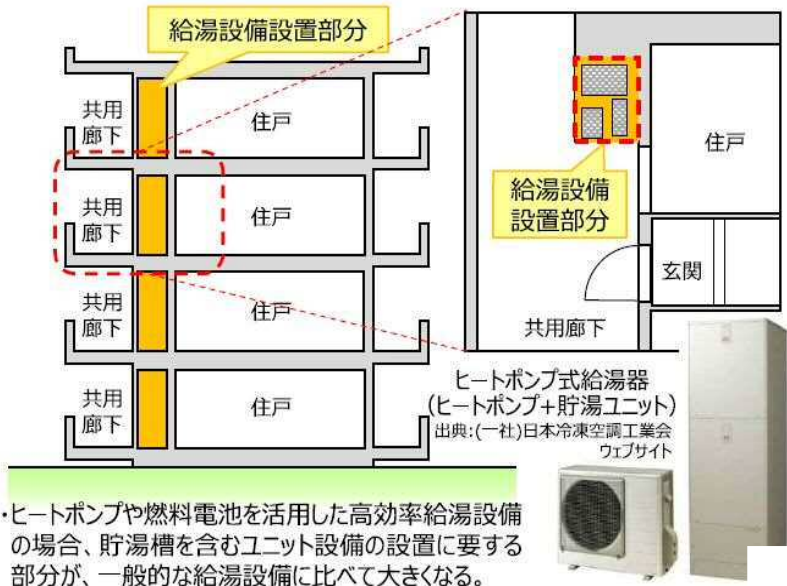 給湯設備設置部分
共用
廊下
住戸
共用
廊下
住戸
共用
廊下
住戸
共用
廊下
住戸
給湯設備
設置部分
住戸
玄関
共用廊下
ヒートポンプ式給湯器
(ヒートポンプ+貯湯ユニット)
出典:(一社)日本冷凍空調工業会
ウェブサイト
・ヒートポンプや燃料電池を活用した高効率給湯設備
の場合、貯湯槽を含むユニット設備の設置に要する
部分が、一般的な給湯設備に比べて大きくなる。